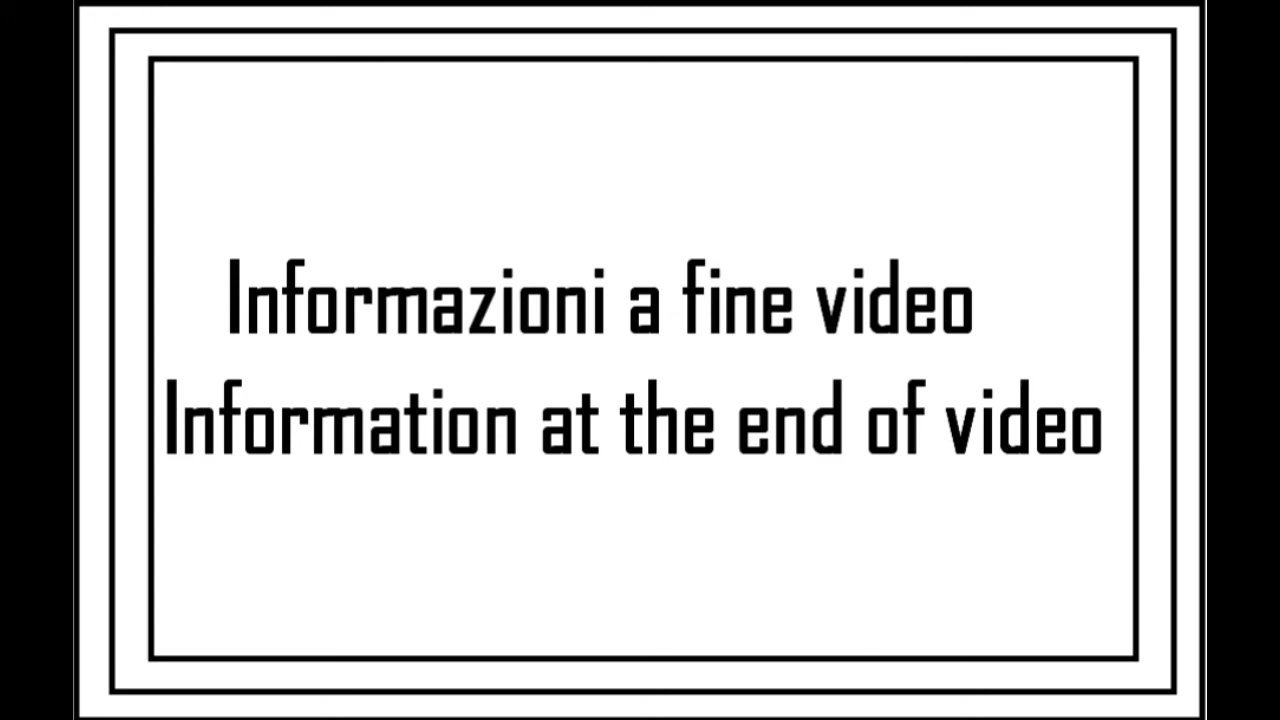 Informazioni a fine video
Information at the end of video